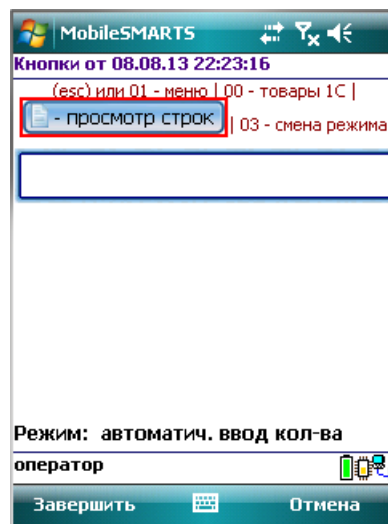 MobileSMARTS
Кнопки от 08.08.13 22:23:16
(esc) или 01 - меню | 00 - товары 1С |
- просмотр строк | 03 - смена режима
Режим: автоматич. ввод кол-ва
оператор
Завершить Отмена